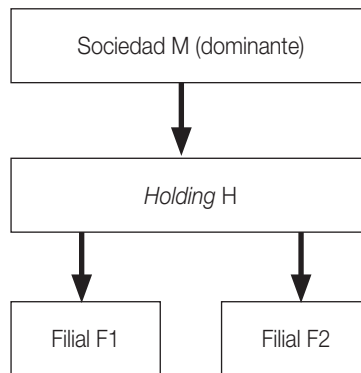 Sociedad M (dominante)
Holding H
Filial F1
Filial F2